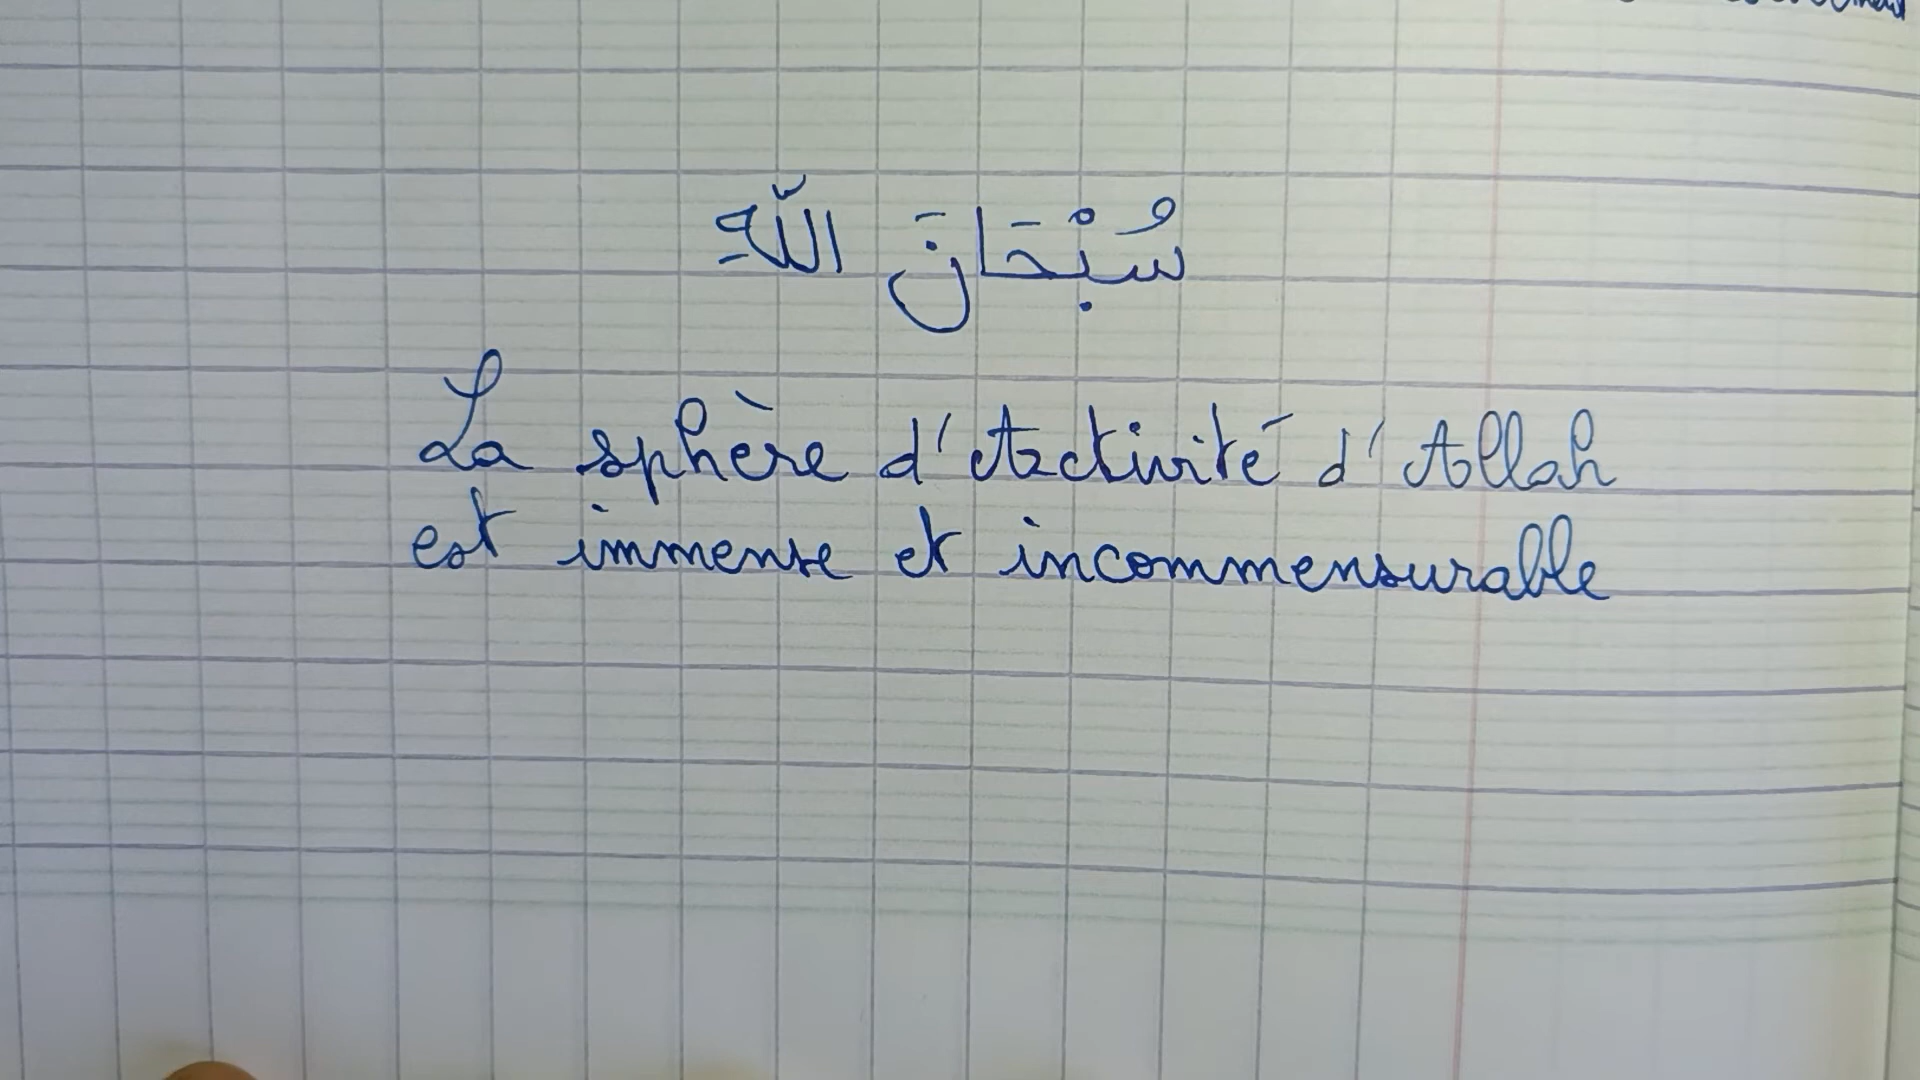 سُبْحَانَ اللّٰهِ
La sphère d'Activité d'Allah
est immense et incommensurable